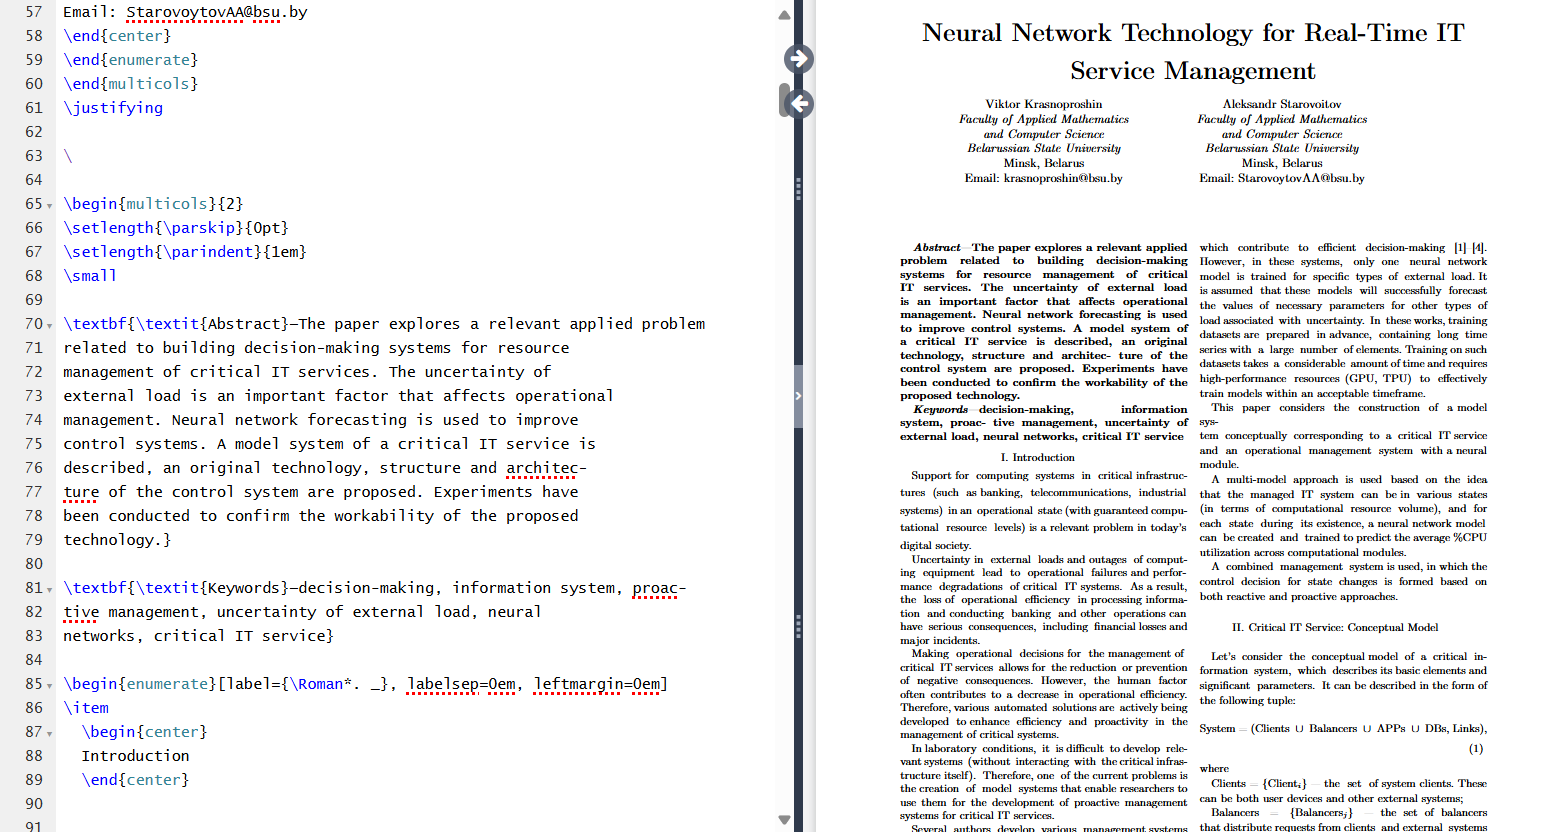 57 Email: StarovoytovAA@bsu.by
58 \end{center}
59 \end{enumerate}
60 \end{multicols}
61 \justifying
62
63 \
64
65 \begin{multicols}{2}
66 \setlength{\parskip}{0pt}
67 \setlength{\parindent}{1em}
68 \small
69
70 \textbf{\textit{Abstract}—The paper explores a relevant applied problem
71 related to building decision-making systems for resource
72 management of critical IT services. The uncertainty of
73 external load is an important factor that affects operational
74 management. Neural network forecasting is used to improve
75 control systems. A model system of a critical IT service is
76 described, an original technology, structure and architec-
77 ture of the control system are proposed. Experiments have
78 been conducted to confirm the workability of the proposed
79 technology.}
80
81 \textbf{\textit{Keywords}—decision-making, information system, proac-
82 tive management, uncertainty of external load, neural
83 networks, critical IT service}
84
85 \begin{enumerate}[label={\Roman*. _}, labelsep=0em, leftmargin=0em]
86 \item
87 \begin{center}
88 Introduction
89 \end{center}
90
91
Neural Network Technology for Real-Time IT
Service Management
Viktor Krasnoproshin
Faculty of Applied Mathematics
and Computer Science
Belarussian State University
Minsk, Belarus
Email: krasnoproshin@bsu.by
Aleksandr Starovoitov
Faculty of Applied Mathematics
and Computer Science
Belarussian State University
Minsk, Belarus
Email: StarovoytovAA@bsu.by
Abstract—The paper explores a relevant applied
problem related to building decision-making
systems for resource management of critical
IT services. The uncertainty of external load
is an important factor that affects operational
management. Neural network forecasting is used
to improve control systems. A model system of
a critical IT service is described, an original
technology, structure and architec- ture of the
control system are proposed. Experiments have
been conducted to confirm the workability of the
proposed technology.
Keywords—decision-making, information
system, proac- tive management, uncertainty of
external load, neural networks, critical IT service
I. Introduction
Support for computing systems in critical infrastruc-
tures (such as banking, telecommunications, industrial
systems) in an operational state (with guaranteed compu-
tational resource levels) is a relevant problem in today's
digital society.
Uncertainty in external loads and outages of comput-
ing equipment lead to operational failures and perfor-
mance degradations of critical IT systems. As a result,
the loss of operational efficiency in processing informa-
tion and conducting banking and other operations can
have serious consequences, including financial losses and
major incidents.
Making operational decisions for the management of
critical IT services allows for the reduction or prevention
of negative consequences. However, the human factor
often contributes to a decrease in operational efficiency.
Therefore, various automated solutions are actively being
developed to enhance efficiency and proactivity in the
management of critical systems.
In laboratory conditions, it is difficult to develop rele-
vant systems (without interacting with the critical infras-
tructure itself). Therefore, one of the current problems is
the creation of model systems that enable researchers to
use them for the development of proactive management
systems for critical IT services.
Several authors develop various management systems
which contribute to efficient decision-making [1]–[4].
However, in these systems, only one neural network
model is trained for specific types of external load. It
is assumed that these models will successfully forecast
the values of necessary parameters for other types of
load associated with uncertainty. In these works, training
datasets are prepared in advance, containing long time
series with a large number of elements. Training on such
datasets takes a considerable amount of time and requires
high-performance resources (GPU, TPU) to effectively
train models within an acceptable timeframe.
This paper considers the construction of a model
sys-
tem conceptually corresponding to a critical IT service
and an operational management system with a neural
module.
A multi-model approach is used based on the idea
that the managed IT system can be in various states
(in terms of computational resource volume), and for
each state during its existence, a neural network model
can be created and trained to predict the average %CPU
utilization across computational modules.
A combined management system is used, in which the
control decision for state changes is formed based on
both reactive and proactive approaches.
II. Critical IT Service: Conceptual Model
Let's consider the conceptual model of a critical in-
formation system, which describes its basic elements and
significant parameters. It can be described in the form of
the following tuple:
System = (Clients ∪ Balancers ∪ APPs ∪ DBs, Links),
(1)
where
Clients = {Clientᵢ} — the set of system clients. These
can be both user devices and other external systems;
Balancers = {Balancersⱼ} — the set of balancers
that distribute requests from clients and external systems